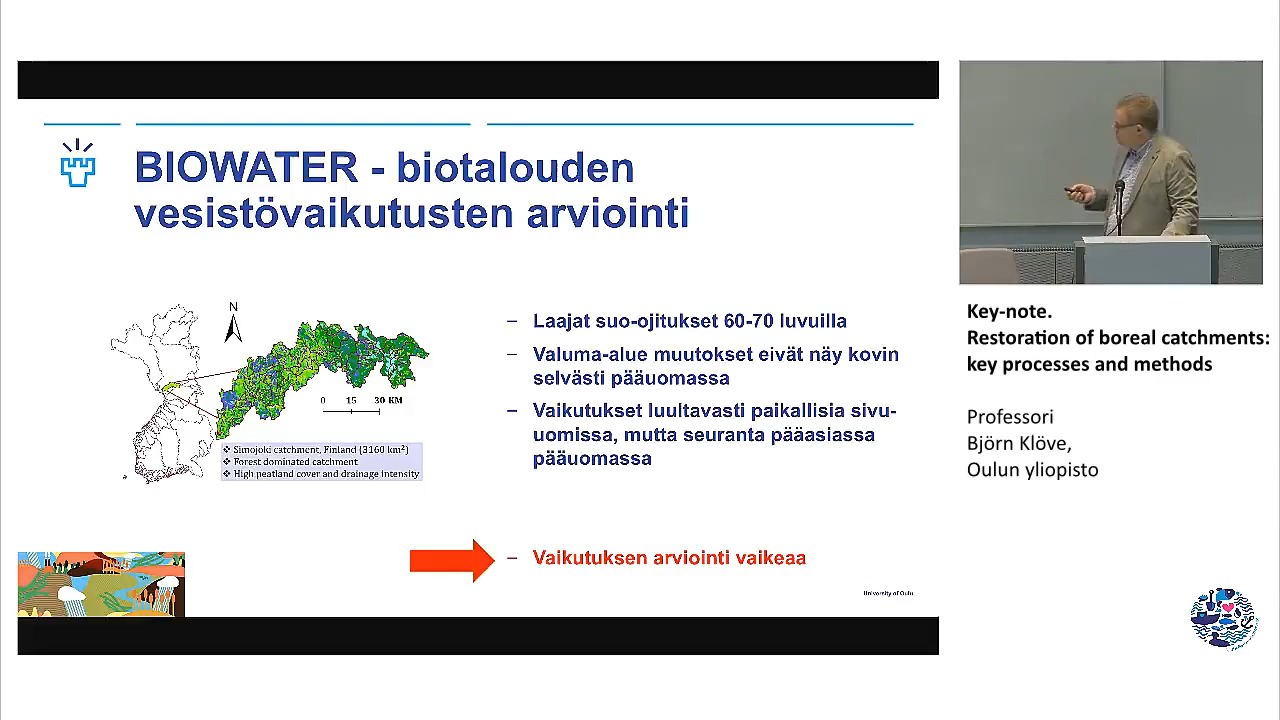 BIOWATER - biotalouden
vesistövaikutusten arviointi
N
0 15 30 KM
❖ Simojoki catchment, Finland (3160 km²)
❖ Forest dominated catchment
❖ High peatland cover and drainage intensity
– Laajat suo-ojitukset 60-70 luvuilla
– Valuma-alue muutokset eivät näy kovin
selvästi pääuomassa
– Vaikutukset luultavasti paikallisia sivu-
uomissa, mutta seuranta pääasiassa
pääuomassa
– Vaikutuksen arviointi vaikeaa
University of Oulu
Key-note.
Restoration of boreal catchments:
key processes and methods
Professori
Björn Klöve,
Oulun yliopisto